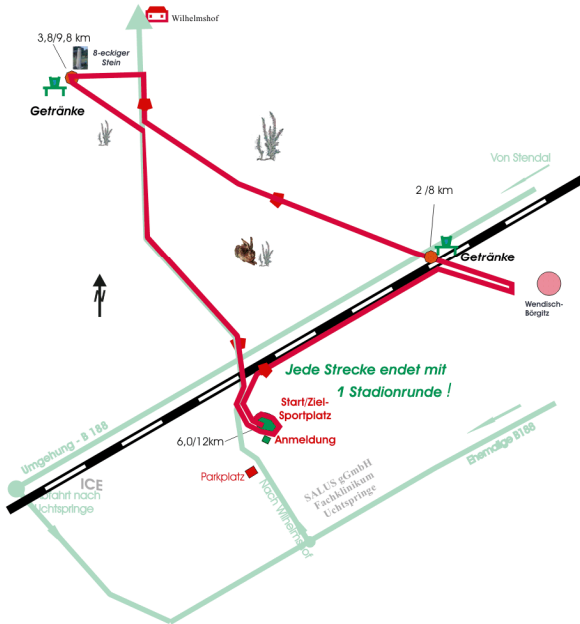 Wilhelmshof
3,8/9,8 km
8-eckiger
Stein
Getränke
Von Stendal
2 /8 km
Getränke
N
Wendisch-
Börgitz
Jede Strecke endet mit
1 Stadionrunde !
Start/Ziel-
Sportplatz
6,0/12km
Anmeldung
Umgehung - B 188
Ehemalige B188
Parkplatz
ICE
nach
Uchtspringe
Nach Wilhelmshof
SALUS gGmbH
Fachklinikum
Uchtspringe